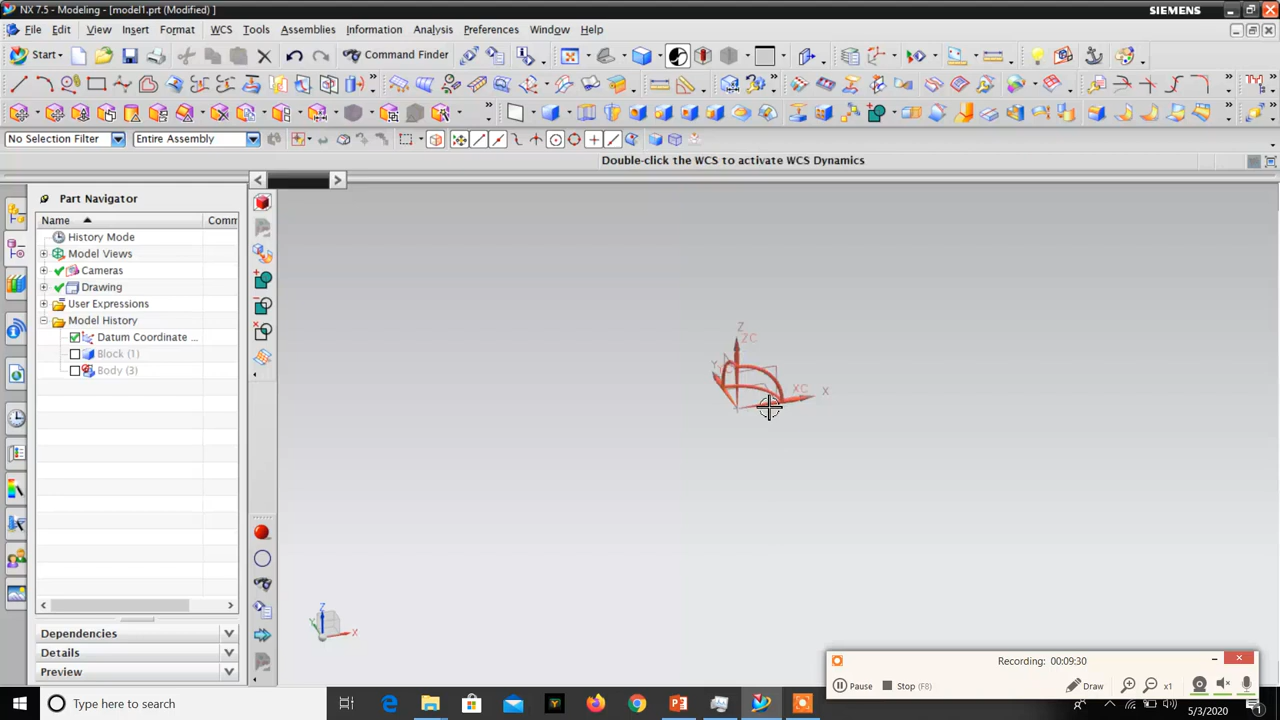 NX 7.5 - Modeling - [model1.prt (Modified) ]
SIEMENS
File Edit View Insert Format WCS Tools Assemblies Information Analysis Preferences Window Help
Start
Command Finder
No Selection Filter
Entire Assembly
Double-click the WCS to activate WCS Dynamics
Part Navigator
Name
Comm
History Mode
Model Views
Cameras
Drawing
User Expressions
Model History
Datum Coordinate ...
Block (1)
Body (3)
Z
ZC
Y
XC
X
Z
Y
X
Dependencies
Details
Preview
Recording: 00:09:30
Pause
Stop (F8)
Draw
x1
Type here to search
5/3/2020
1